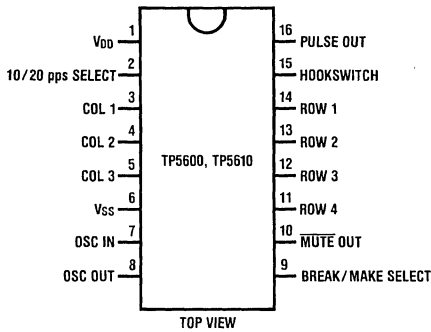 1 16
VDD PULSE OUT
2 15
10/20 pps SELECT HOOKSWITCH
3 14
COL 1 ROW 1
4 13
COL 2 ROW 2
TP5600, TP5610
5 12
COL 3 ROW 3
6 11
VSS ROW 4
7 10
OSC IN MUTE OUT
8 9
OSC OUT BREAK/MAKE SELECT
TOP VIEW